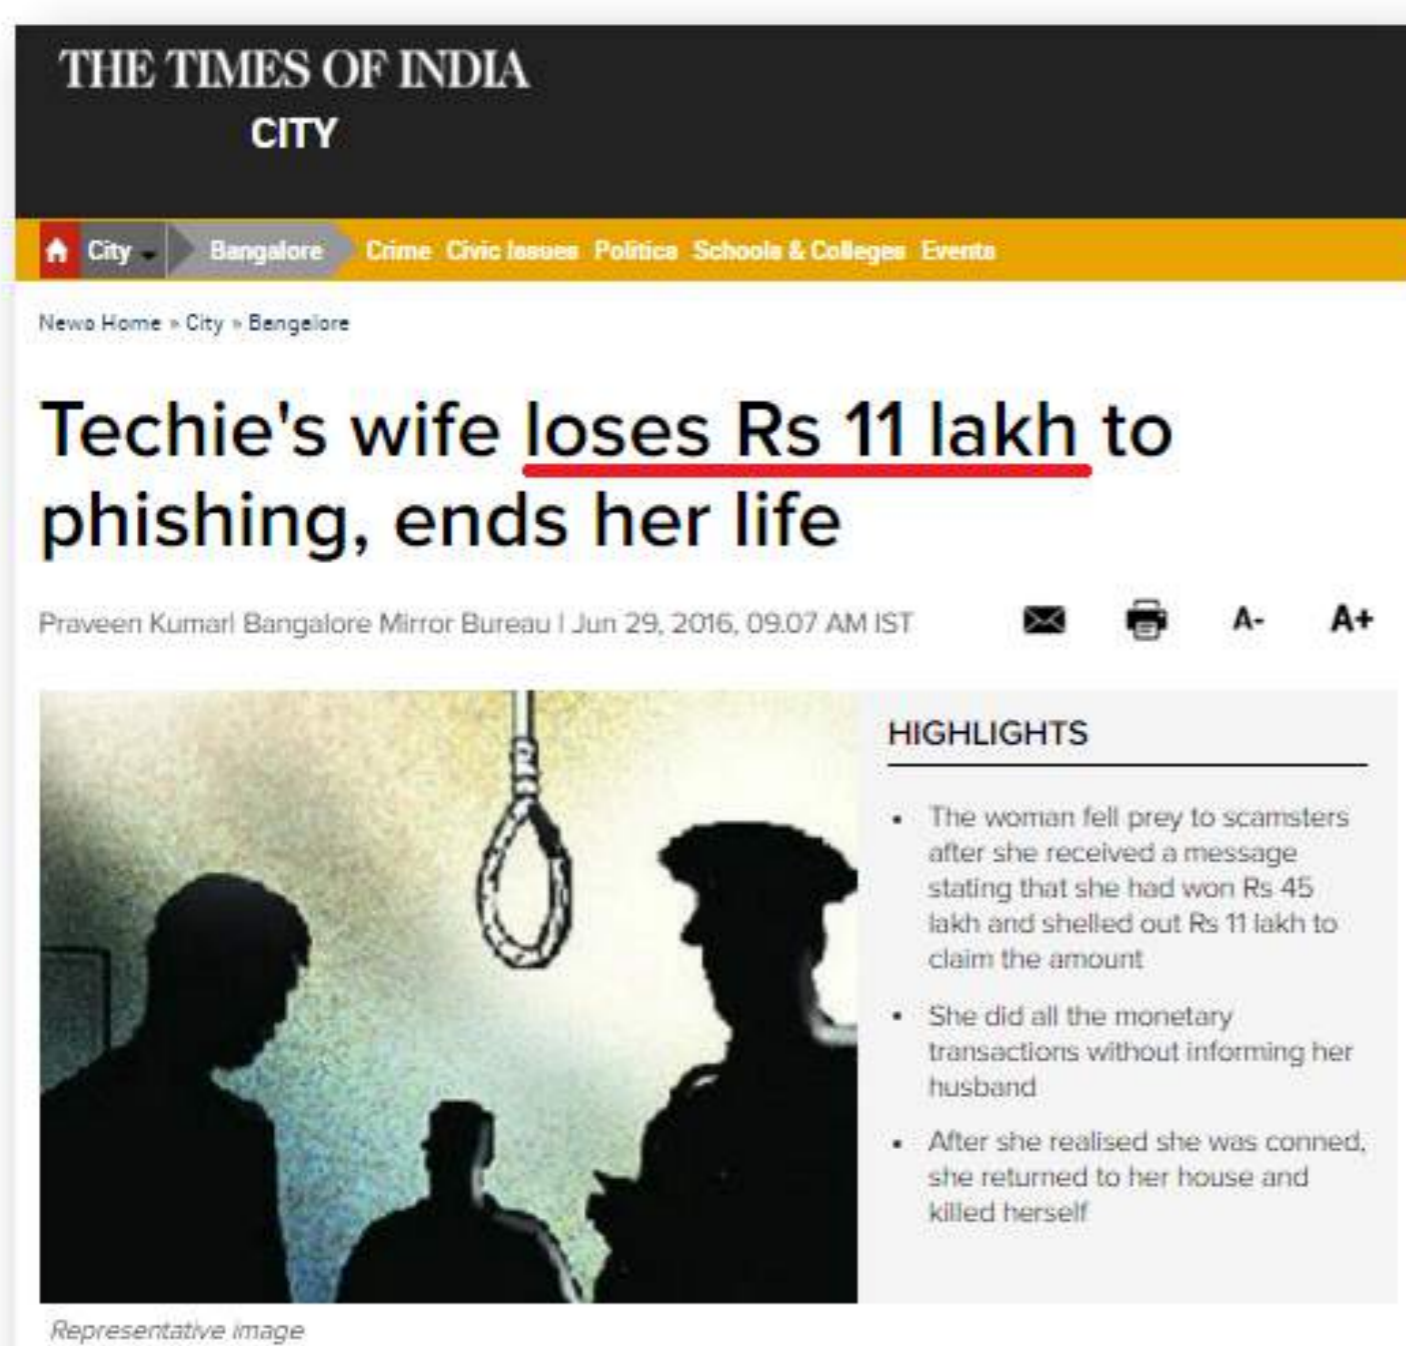 THE TIMES OF INDIA
CITY
City Bangalore Crime Civic Issues Politics Schools & Colleges Events
News Home » City » Bangalore
Techie's wife loses Rs 11 lakh to
phishing, ends her life
Praveen Kumar| Bangalore Mirror Bureau | Jun 29, 2016, 09.07 AM IST
A- A+
HIGHLIGHTS
• The woman fell prey to scamsters
after she received a message
stating that she had won Rs 45
lakh and shelled out Rs 11 lakh to
claim the amount
• She did all the monetary
transactions without informing her
husband
• After she realised she was conned,
she returned to her house and
killed herself
Representative image